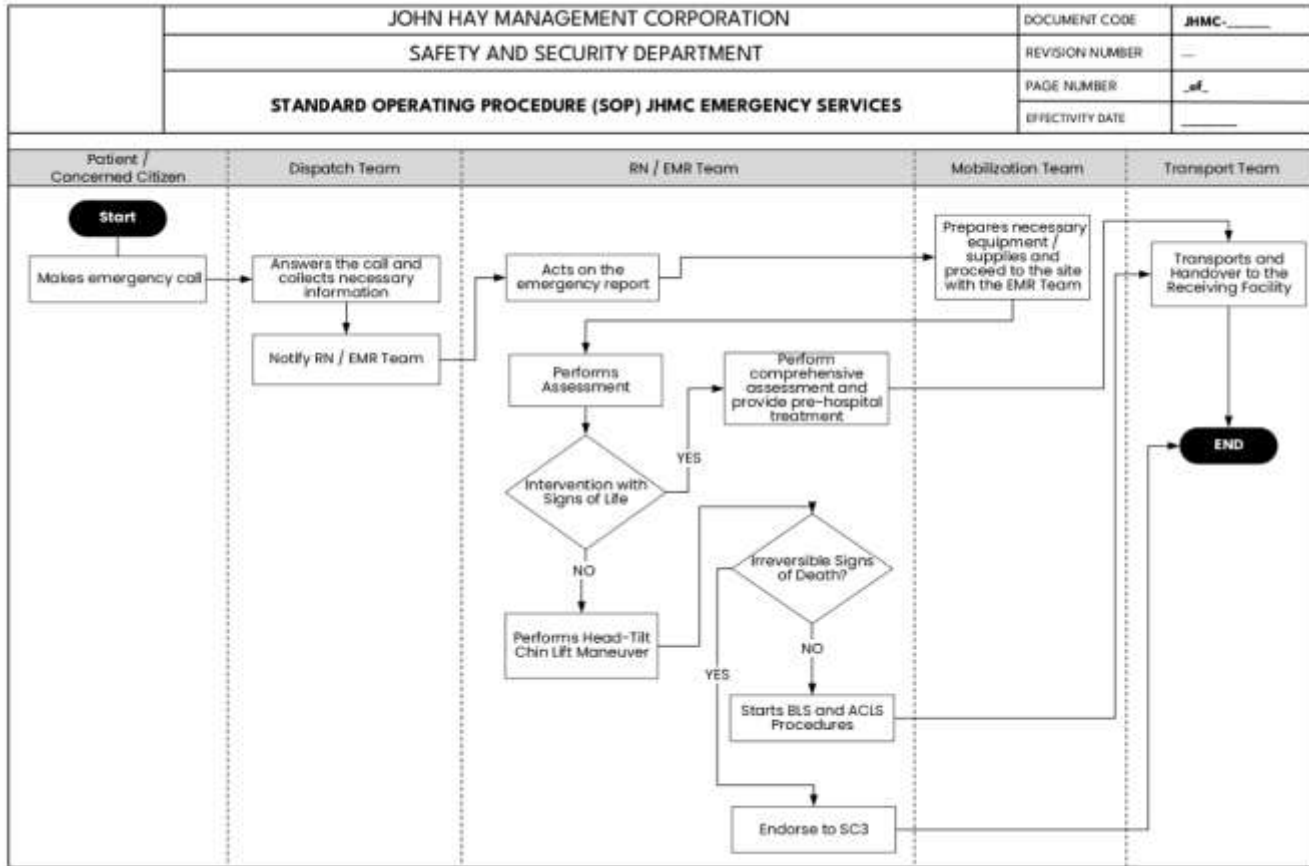 JOHN HAY MANAGEMENT CORPORATION
DOCUMENT CODE
JHMC-______
SAFETY AND SECURITY DEPARTMENT
REVISION NUMBER
---
STANDARD OPERATING PROCEDURE (SOP) JHMC EMERGENCY SERVICES
PAGE NUMBER
_of_
EFFECTIVITY DATE
________
Patient /
Concerned Citizen
Dispatch Team
RN / EMR Team
Mobilization Team
Transport Team
Start
Makes emergency call
Answers the call and
collects necessary
information
Notify RN / EMR Team
Acts on the
emergency report
Prepares necessary
equipment /
supplies and
proceed to the site
with the EMR Team
Transports and
Handover to the
Receiving Facility
Performs
Assessment
Perform
comprehensive
assessment and
provide pre-hospital
treatment
END
YES
Intervention with
Signs of Life
NO
Irreversible Signs
of Death?
Performs Head-Tilt
Chin Lift Maneuver
NO
YES
Starts BLS and ACLS
Procedures
Endorse to SC3